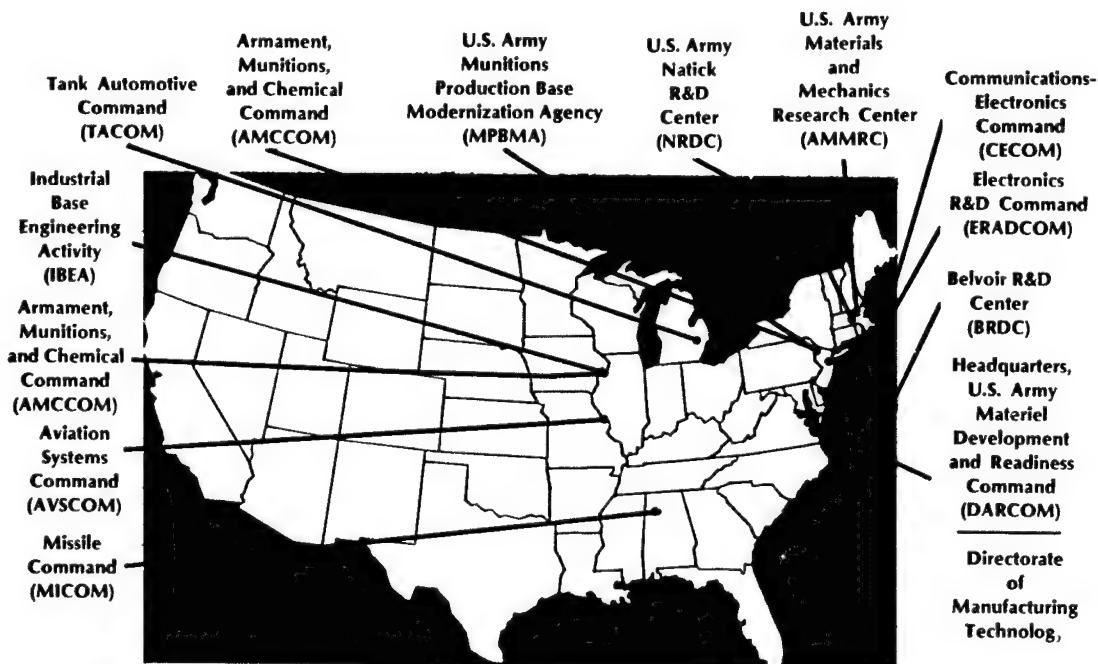 Tank Automotive
Command
(TACOM)
Armament,
Munitions,
and Chemical
Command
(AMCCOM)
U.S. Army
Munitions
Production Base
Modernization Agency
(MPBMA)
U.S. Army
Natick
R&D
Center
(NRDC)
U.S. Army
Materials
and
Mechanics
Research Center
(AMMRC)
Communications-
Electronics
Command
(CECOM)
Electronics
R&D Command
(ERADCOM)
Belvoir R&D
Center
(BRDC)
Headquarters,
U.S. Army
Materiel
Development
and Readiness
Command
(DARCOM)
Directorate
of
Manufacturing
Technolog,
Industrial
Base
Engineering
Activity
(IBEA)
Armament,
Munitions,
and Chemical
Command
(AMCCOM)
Aviation
Systems
Command
(AVSCOM)
Missile
Command
(MICOM)